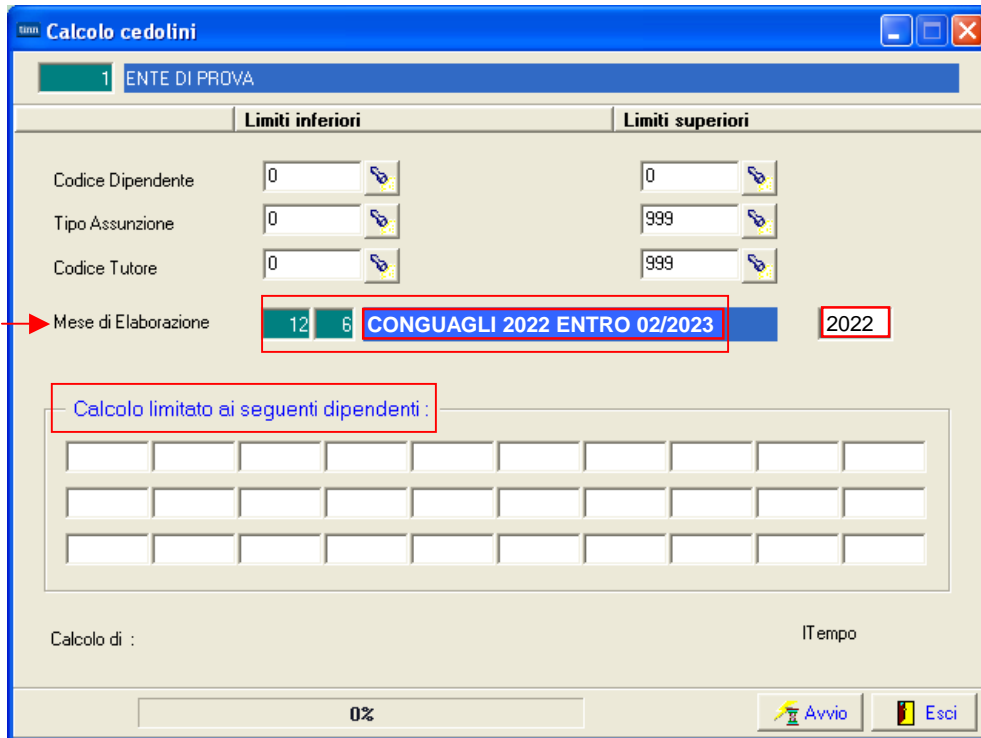 tinn Calcolo cedolini
1 ENTE DI PROVA
Limiti inferiori Limiti superiori
Codice Dipendente 0 0
Tipo Assunzione 0 999
Codice Tutore 0 999
Mese di Elaborazione 12 6 CONGUAGLI 2022 ENTRO 02/2023 2022
Calcolo limitato ai seguenti dipendenti :
Calcolo di : lTempo
0% Avvio Esci